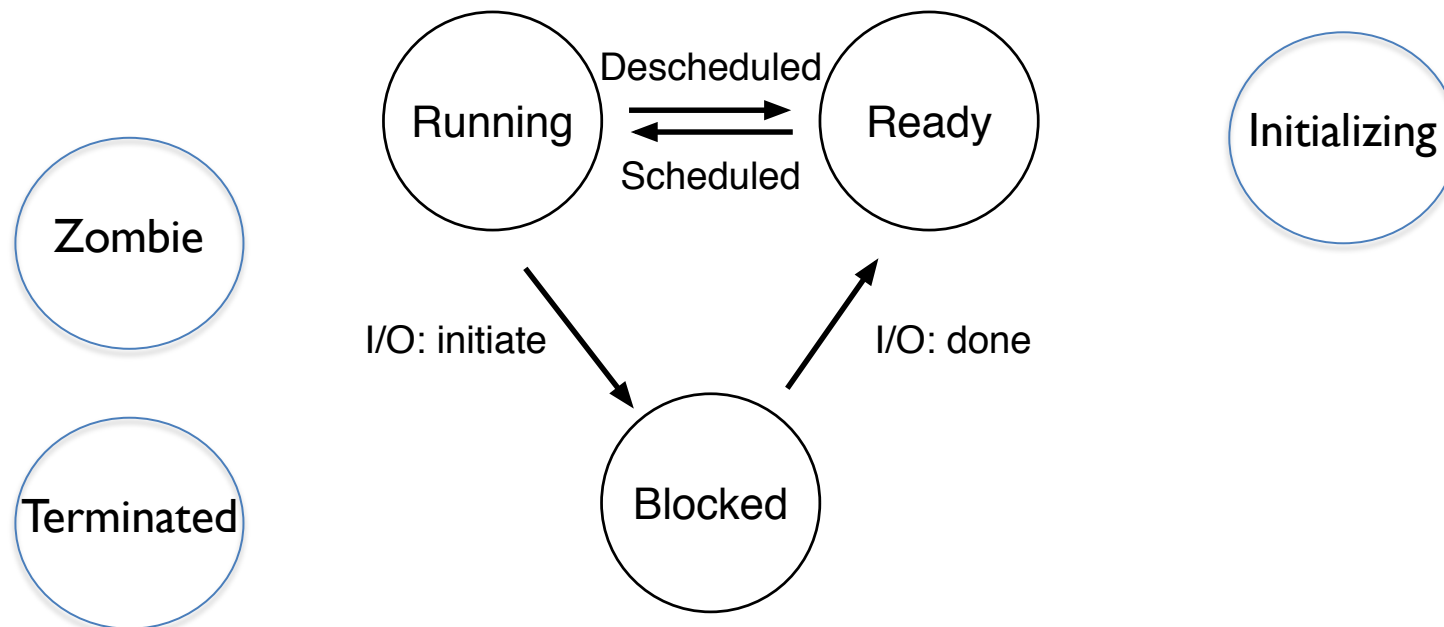 Descheduled
Running
Ready
Initializing
Scheduled
Zombie
I/O: initiate
I/O: done
Blocked
Terminated